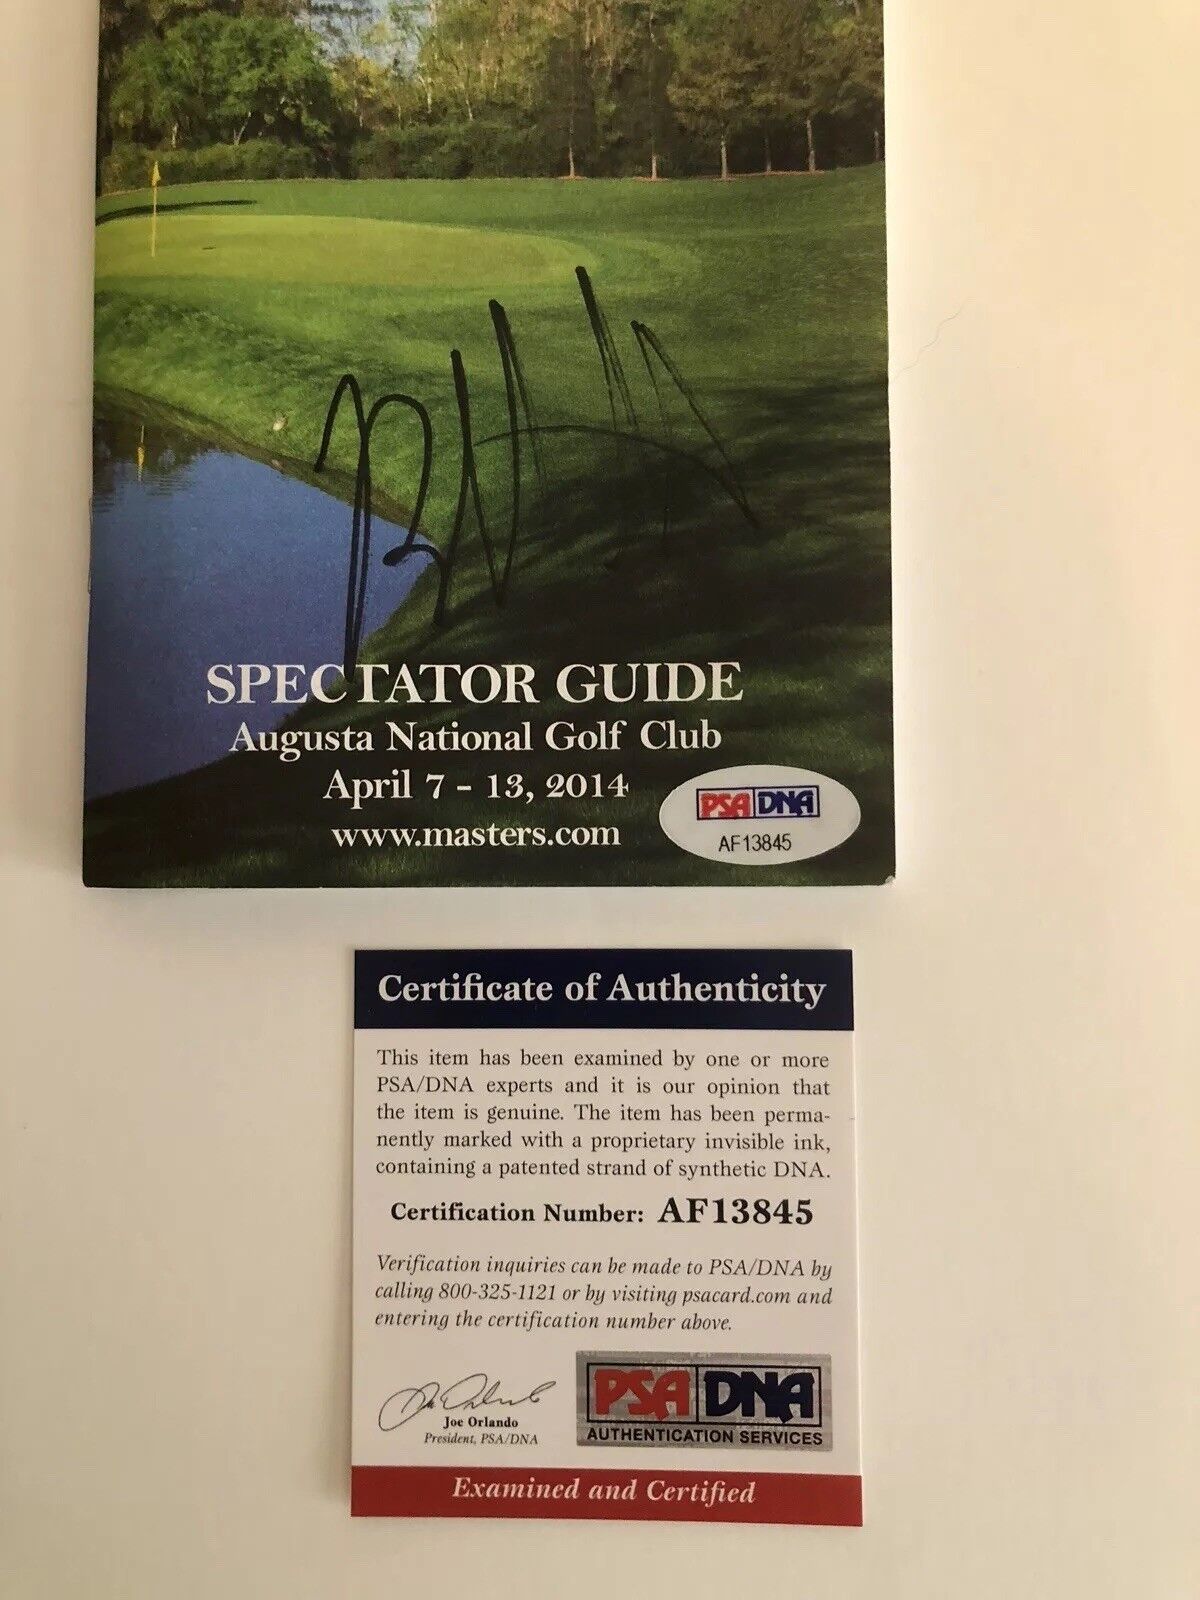 SPECTATOR GUIDE
Augusta National Golf Club
April 7 - 13, 2014
www.masters.com
PSA DNA
AF13845
Certificate of Authenticity
This item has been examined by one or more
PSA/DNA experts and it is our opinion that
the item is genuine. The item has been perma-
nently marked with a proprietary invisible ink,
containing a patented strand of synthetic DNA.
Certification Number: AF13845
Verification inquiries can be made to PSA/DNA by
calling 800-325-1121 or by visiting psacard.com and
entering the certification number above.
Joe Orlando
President, PSA/DNA
PSA DNA
AUTHENTICATION SERVICES
Examined and Certified